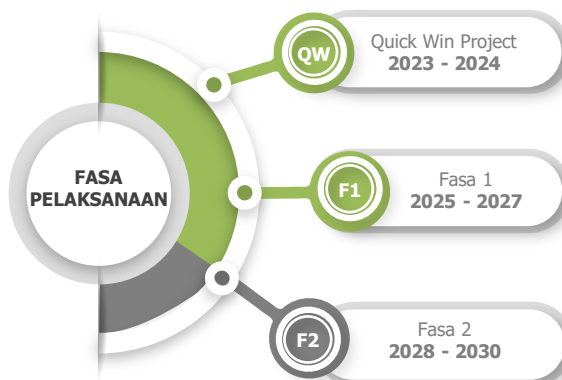 QW
Quick Win Project
2023 - 2024
FASA
PELAKSANAAN
F1
Fasa 1
2025 - 2027
F2
Fasa 2
2028 - 2030